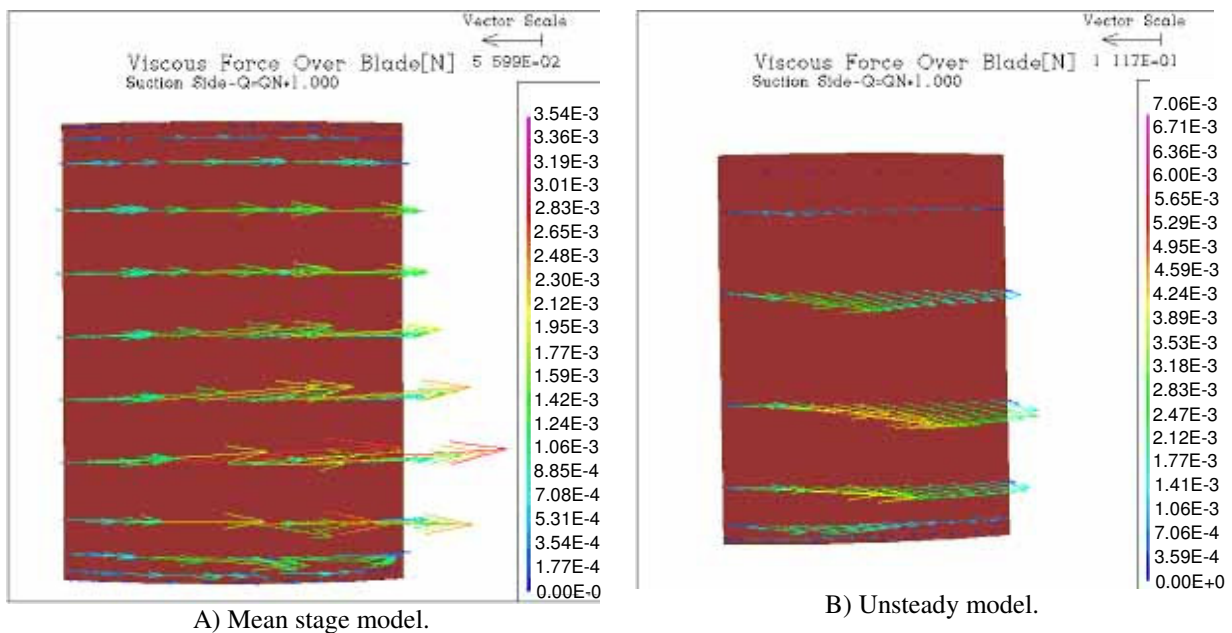 Vector Scale
Viscous Force Over Blade[N] 5 599E-02
Suction Side-Q=QN*1.000
3.54E-3
3.36E-3
3.19E-3
3.01E-3
2.83E-3
2.65E-3
2.48E-3
2.30E-3
2.12E-3
1.95E-3
1.77E-3
1.59E-3
1.42E-3
1.24E-3
1.06E-3
8.85E-4
7.08E-4
5.31E-4
3.54E-4
1.77E-4
0.00E-0
A) Mean stage model.
Vector Scale
Viscous Force Over Blade[N] 1 117E-01
Suction Side-Q=QN*1.000
7.06E-3
6.71E-3
6.36E-3
6.00E-3
5.65E-3
5.29E-3
4.95E-3
4.59E-3
4.24E-3
3.89E-3
3.53E-3
3.18E-3
2.83E-3
2.47E-3
2.12E-3
1.77E-3
1.41E-3
1.06E-3
7.06E-4
3.59E-4
0.00E+0
B) Unsteady model.